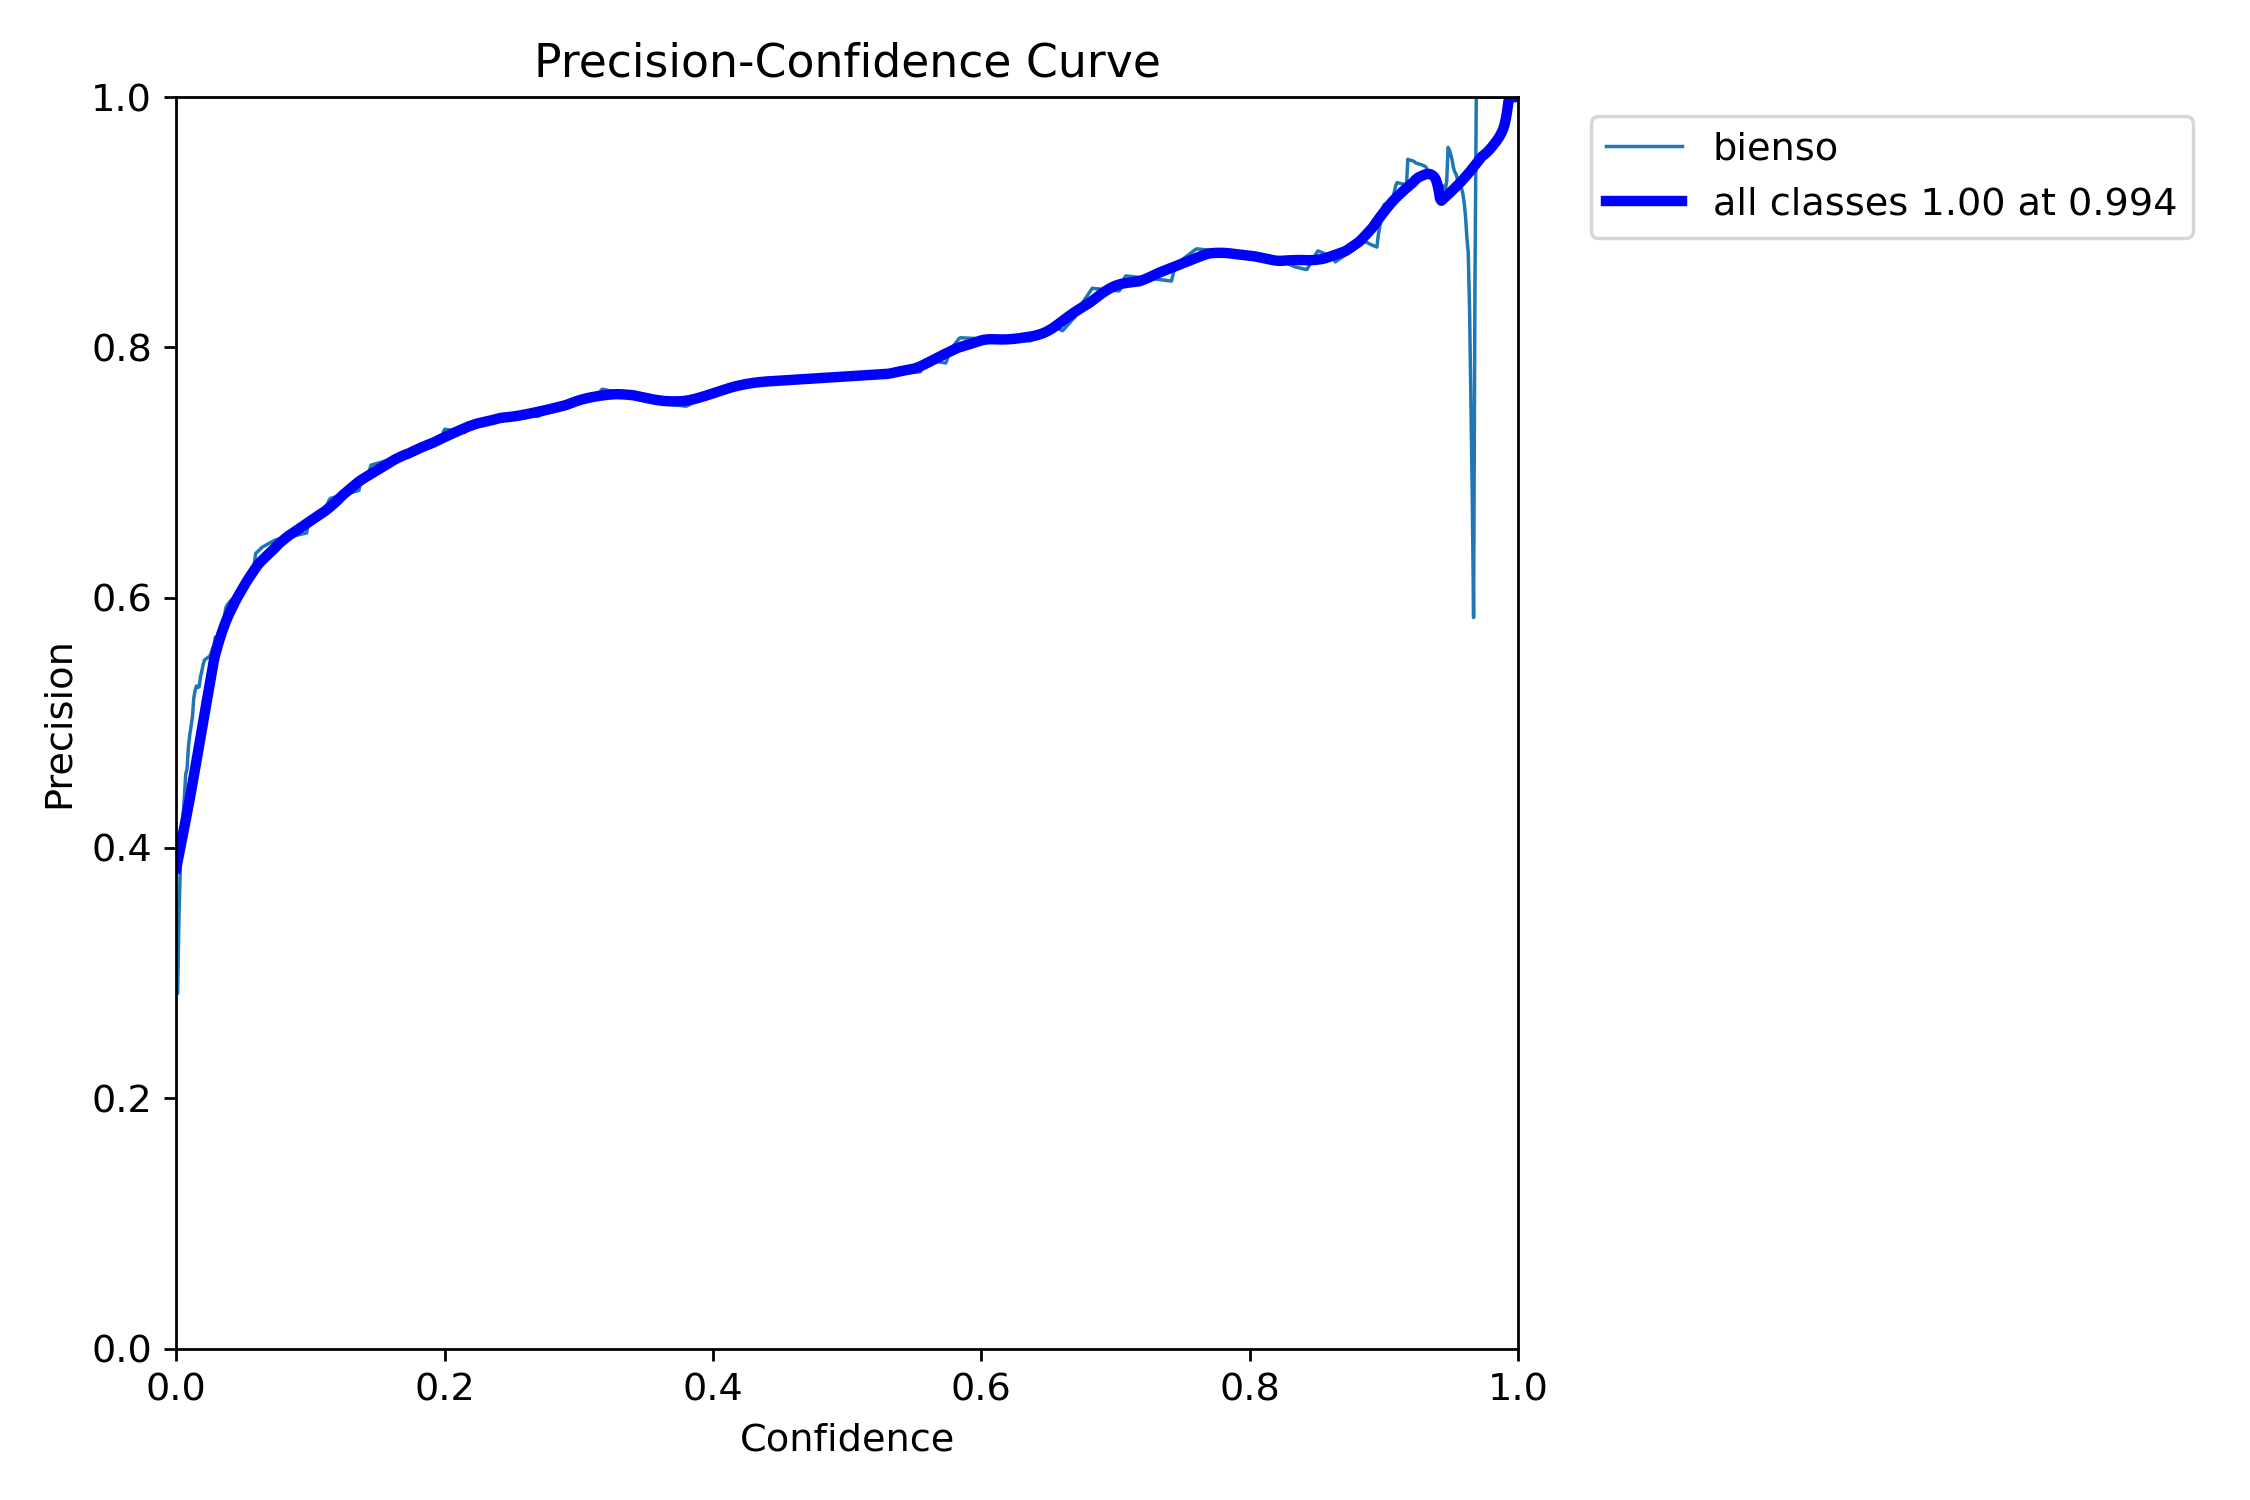 Precision-Confidence Curve
1.0
0.8
0.6
0.4
0.2
0.0
Precision
0.0 0.2 0.4 0.6 0.8 1.0
Confidence
bienso
all classes 1.00 at 0.994